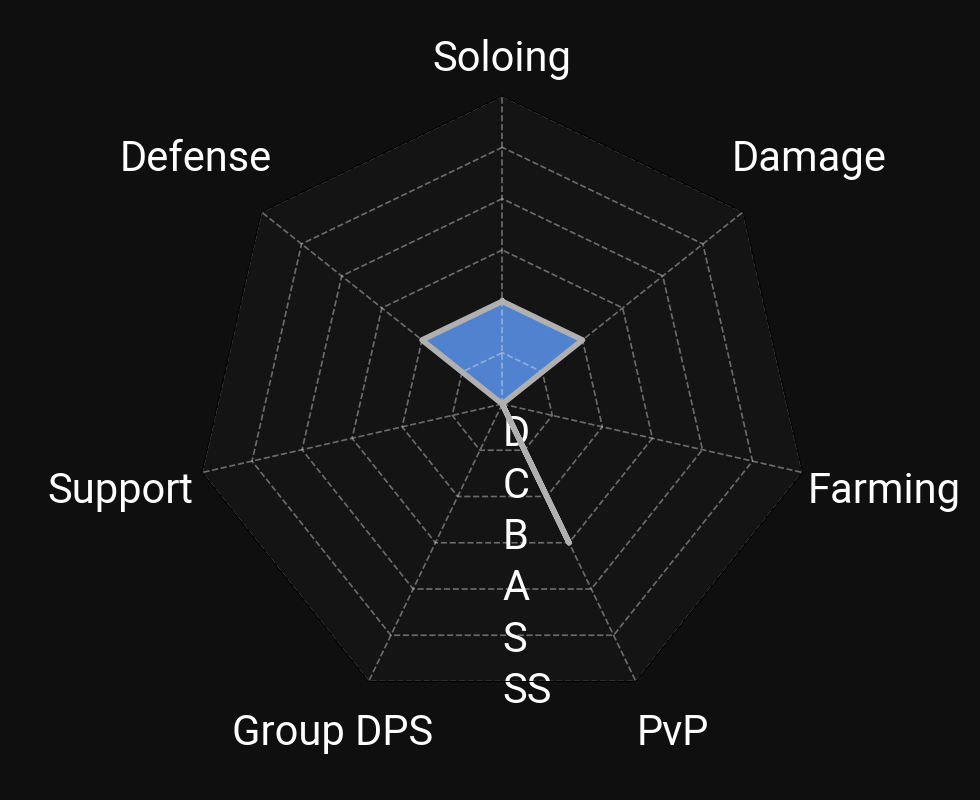 Soloing
Defense
Damage
D
C
Support
Farming
B
A
S
SS
Group DPS
PvP